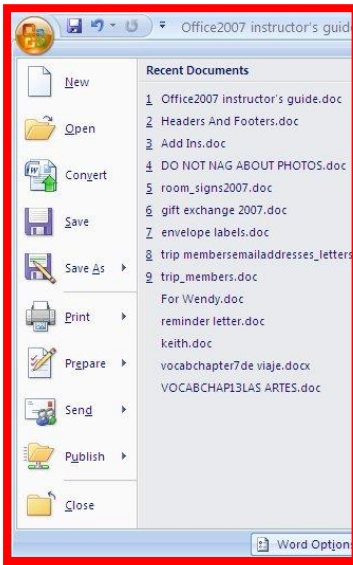 Office2007 instructor's guid
New
Open
Convert
Save
Save As
Print
Prepare
Send
Publish
Close
Recent Documents
1 Office2007 instructor's guide.doc
2 Headers And Footers.doc
3 Add Ins.doc
4 DO NOT NAG ABOUT PHOTOS.doc
5 room_signs2007.doc
6 gift exchange 2007.doc
7 envelope labels.doc
8 trip membersemailaddresses_letters
9 trip_members.doc
For Wendy.doc
reminder letter.doc
keith.doc
vocabchapter7de viaje.docx
VOCABCHAP13LAS ARTES.doc
Word Options